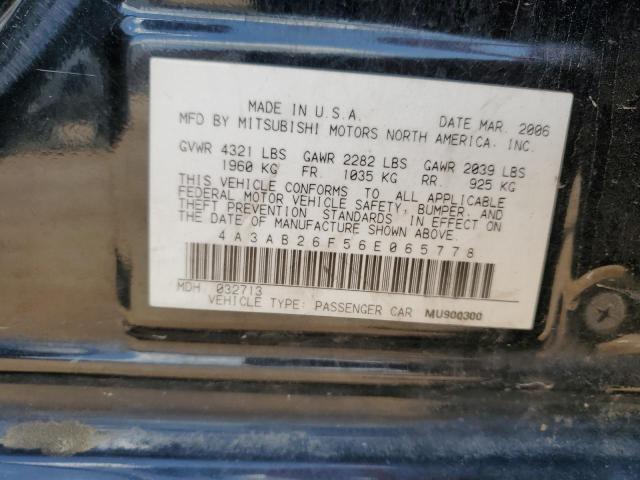 MADE IN U.S.A. DATE MAR. 2006
MFD BY MITSUBISHI MOTORS NORTH AMERICA, INC.
GVWR 4321 LBS GAWR 2282 LBS GAWR 2039 LBS
1960 KG FR. 1035 KG RR. 925 KG
THIS VEHICLE CONFORMS TO ALL APPLICABLE
FEDERAL MOTOR VEHICLE SAFETY, BUMPER, AND
THEFT PREVENTION STANDARDS IN EFFECT ON
THE DATE OF MANUFACTURE SHOWN ABOVE.
4A3AB26F56E065778
MDH 032713
VEHICLE TYPE: PASSENGER CAR MU900300